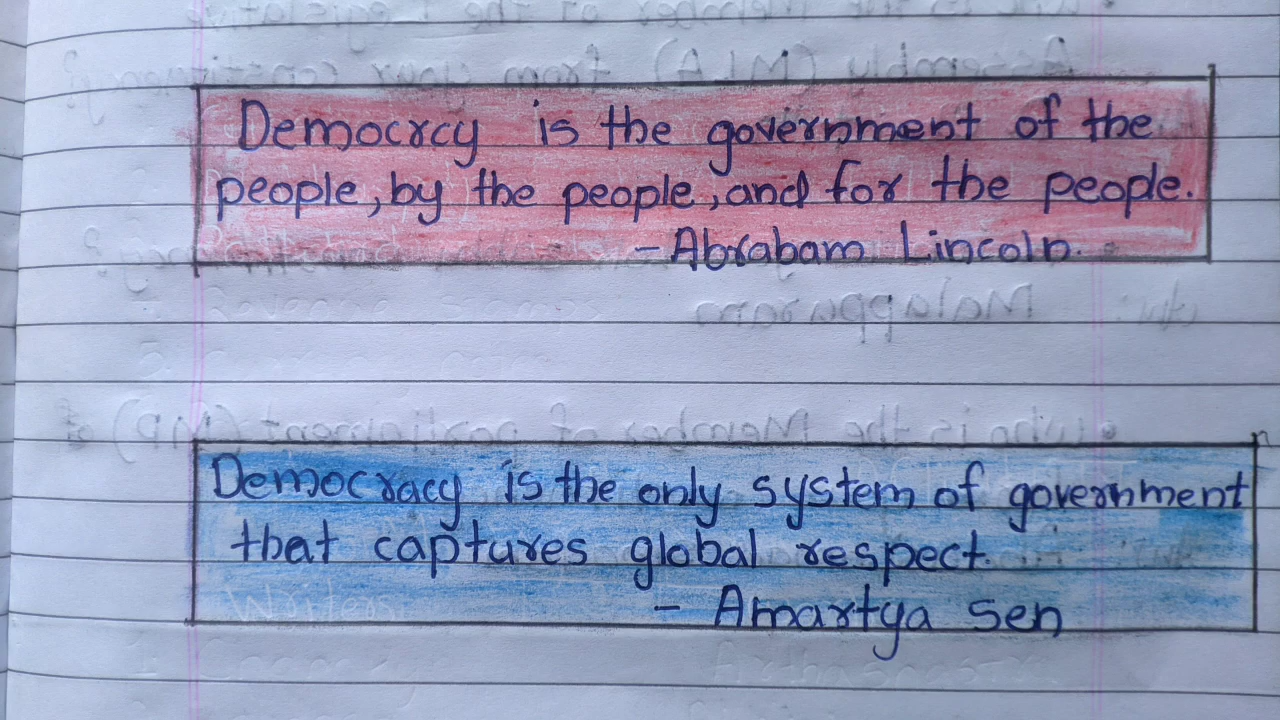 Democrcy is the government of the
people, by the people, and for the people.
- Abraham Lincoln.
Democracy is the only system of government
that captures global respect.
- Amartya Sen